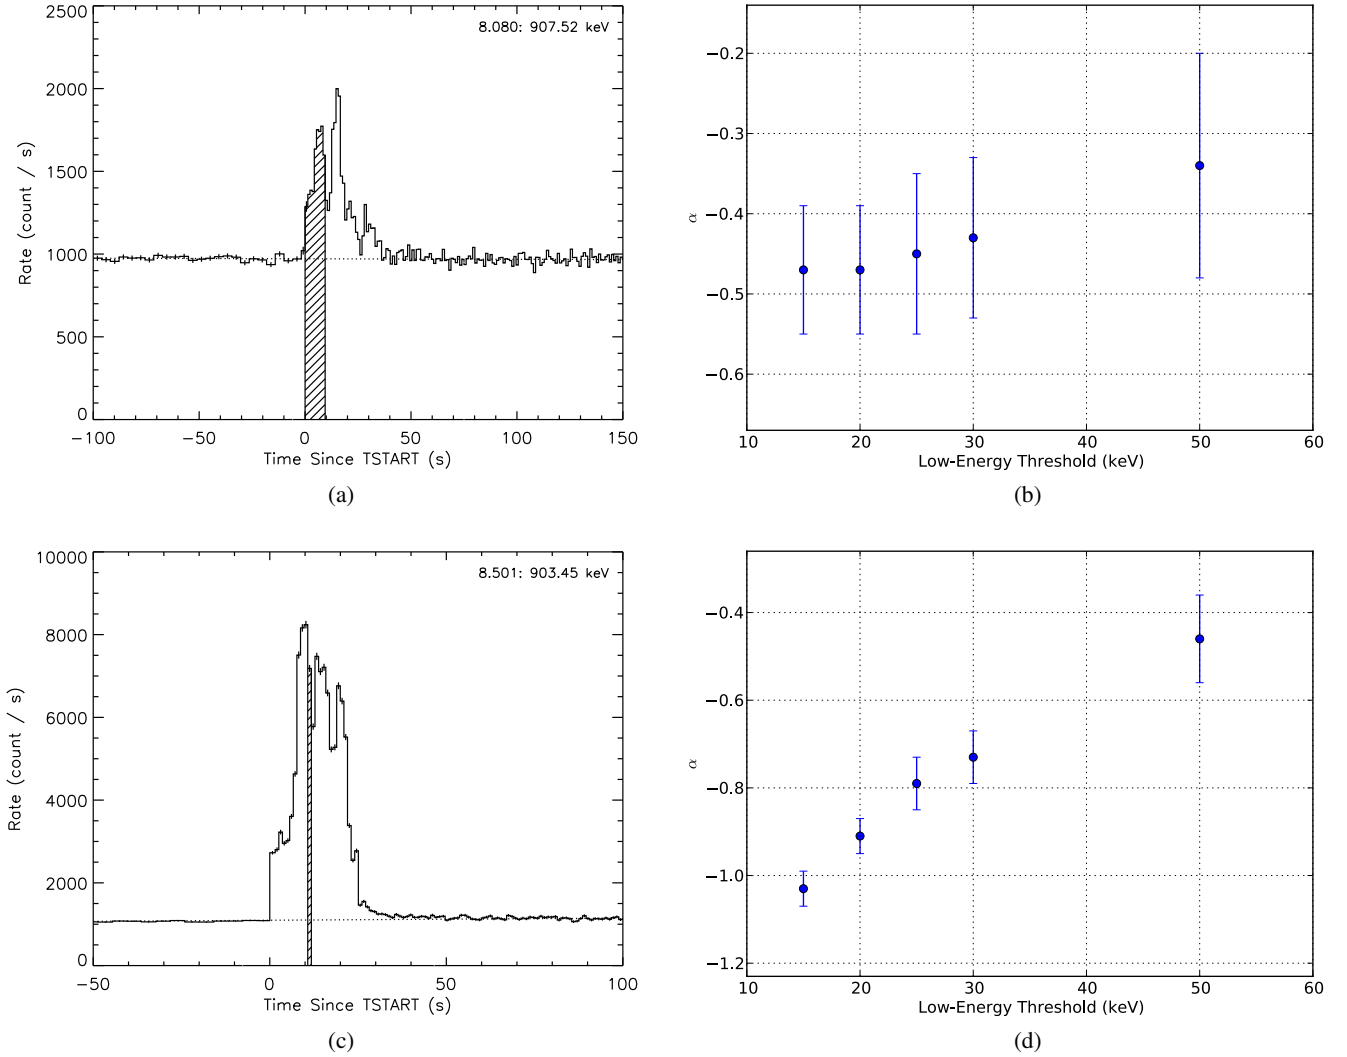 8.080: 907.52 keV
2500
2000
1500
1000
500
0
Rate (count / s)
−100 −50 0 50 100 150
Time Since TSTART (s)
(a)
−0.2
−0.3
−0.4
−0.5
−0.6
α
10 20 30 40 50 60
Low-Energy Threshold (keV)
(b)
8.501: 903.45 keV
10000
8000
6000
4000
2000
0
Rate (count / s)
−50 0 50 100
Time Since TSTART (s)
(c)
−0.4
−0.6
−0.8
−1.0
−1.2
α
10 20 30 40 50 60
Low-Energy Threshold (keV)
(d)